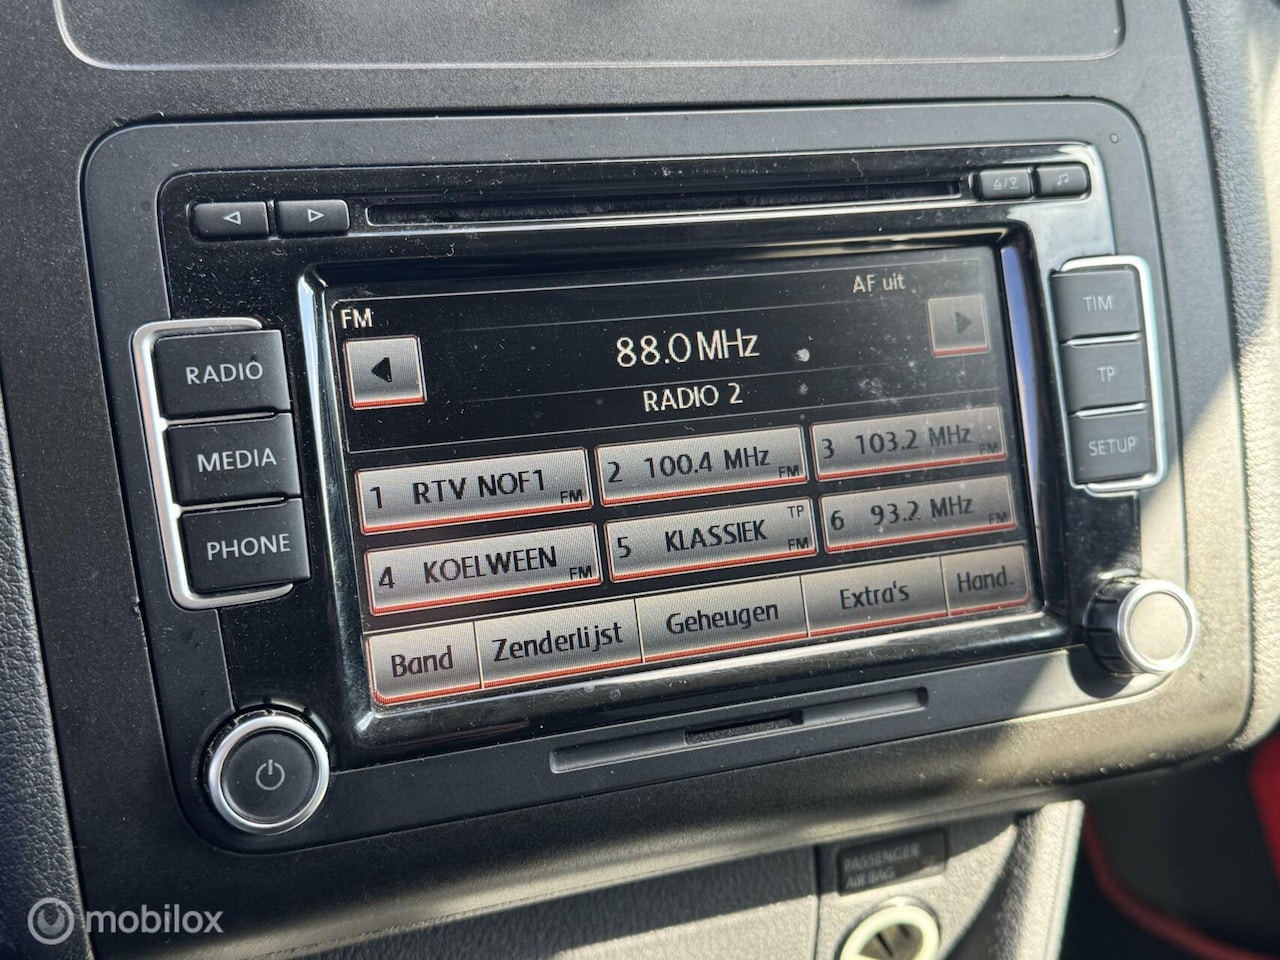 AF uit
FM
88.0 MHz
RADIO 2
RADIO
MEDIA
PHONE
TIM
TP
SETUP
1 RTV NOF1 FM
2 100.4 MHz FM
3 103.2 MHz FM
4 KOELWEEN FM
5 KLASSIEK TP FM
6 93.2 MHz FM
Band
Zenderlijst
Geheugen
Extra's
Hand.
PASSENGER
AIR BAG
mobilox